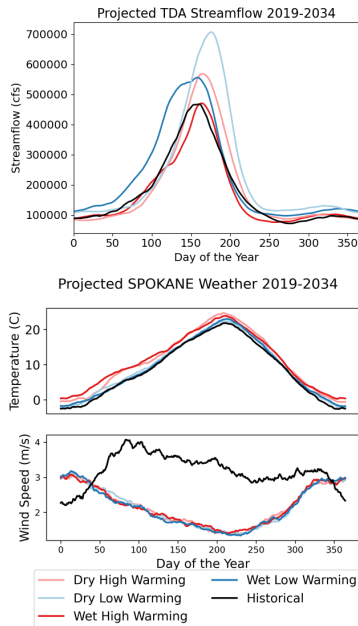 Projected TDA Streamflow 2019-2034
Streamflow (cfs)
700000
600000
500000
400000
300000
200000
100000
0 50 100 150 200 250 300 350
Day of the Year
Projected SPOKANE Weather 2019-2034
Temperature (C)
20
10
0
Wind Speed (m/s)
4
3
2
0 50 100 150 200 250 300 350
Day of the Year
Dry High Warming
Dry Low Warming
Wet High Warming
Wet Low Warming
Historical